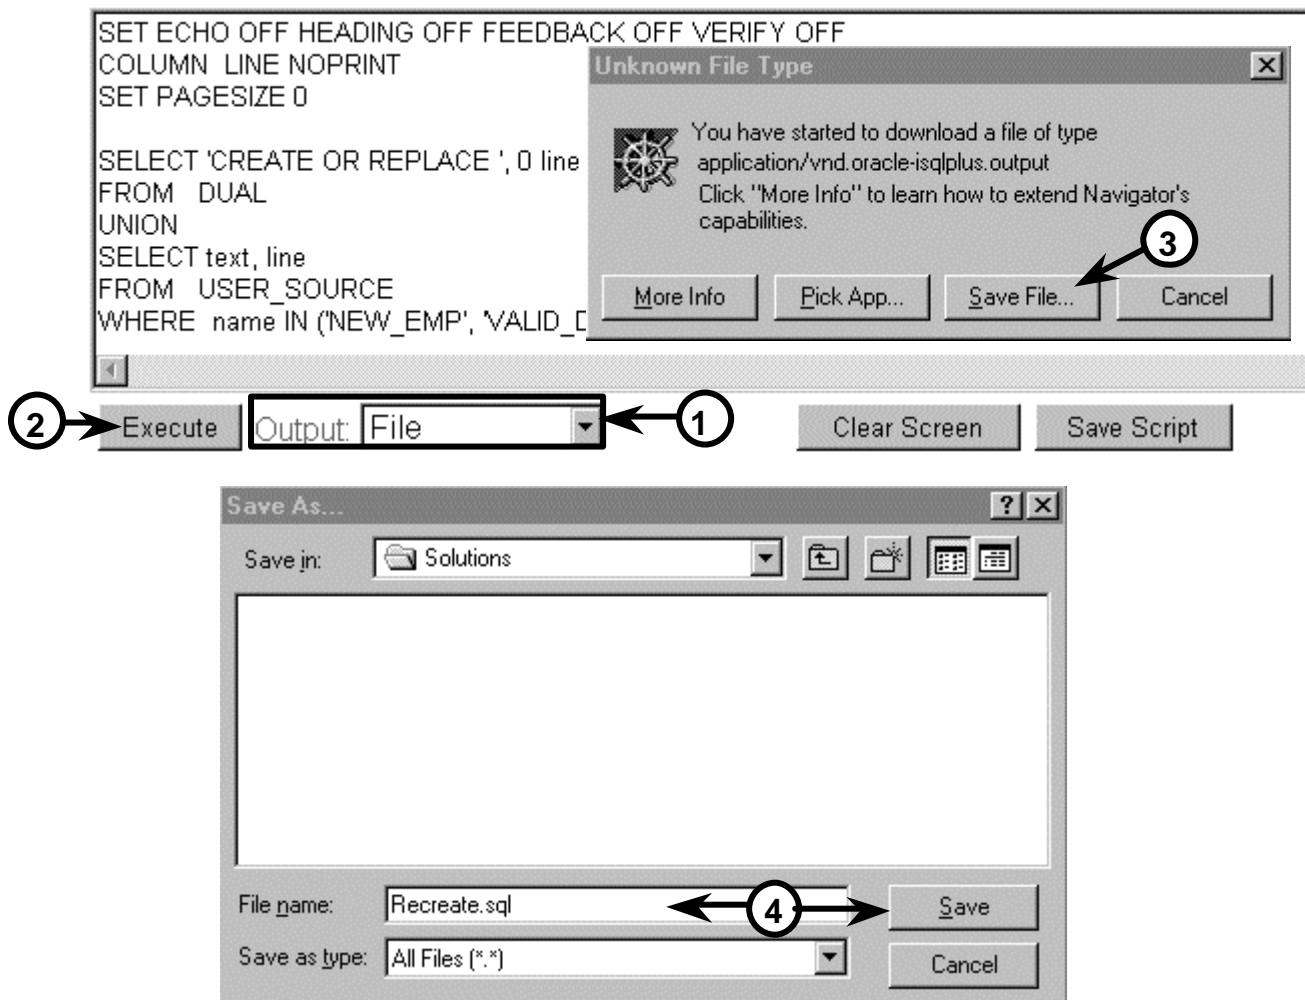 SET ECHO OFF HEADING OFF FEEDBACK OFF VERIFY OFF
COLUMN LINE NOPRINT
SET PAGESIZE 0
SELECT 'CREATE OR REPLACE ', 0 line
FROM DUAL
UNION
SELECT text, line
FROM USER_SOURCE
WHERE name IN ('NEW_EMP', 'VALID_D
Unknown File Type
You have started to download a file of type
application/vnd.oracle-isqlplus.output
Click "More Info" to learn how to extend Navigator's
capabilities.
3
More Info Pick App... Save File... Cancel
2 Execute Output: File 1 Clear Screen Save Script
Save As...
Save in: Solutions
File name: Recreate.sql 4 Save
Save as type: All Files (*.*) Cancel